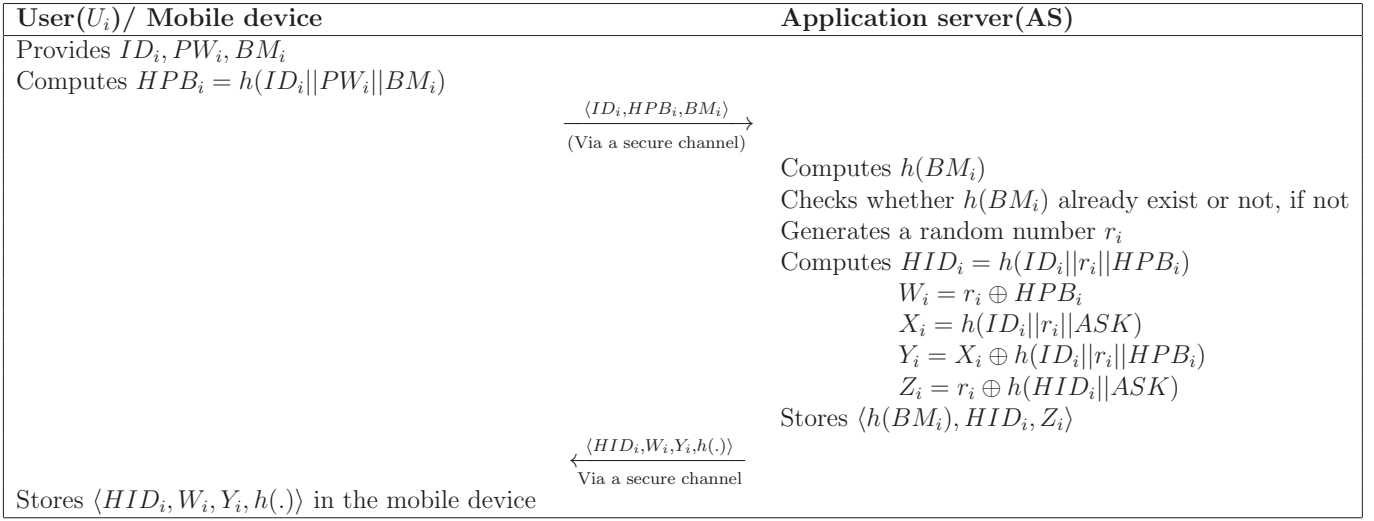 User(U_i)/ Mobile device Application server(AS)
Provides ID_i, PW_i, BM_i
Computes HPB_i = h(ID_i||PW_i||BM_i)
⟨ID_i,HPB_i,BM_i⟩
(Via a secure channel)
Computes h(BM_i)
Checks whether h(BM_i) already exist or not, if not
Generates a random number r_i
Computes HID_i = h(ID_i||r_i||HPB_i)
W_i = r_i ⊕ HPB_i
X_i = h(ID_i||r_i||ASK)
Y_i = X_i ⊕ h(ID_i||r_i||HPB_i)
Z_i = r_i ⊕ h(HID_i||ASK)
Stores ⟨h(BM_i), HID_i, Z_i⟩
⟨HID_i,W_i,Y_i,h(.)⟩
Via a secure channel
Stores ⟨HID_i, W_i, Y_i, h(.)⟩ in the mobile device